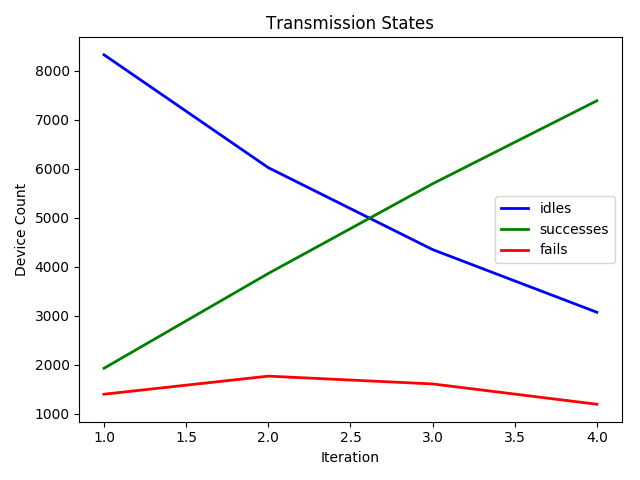 Transmission States
Device Count
8000
7000
6000
5000
4000
3000
2000
1000
idles
successes
fails
1.0 1.5 2.0 2.5 3.0 3.5 4.0
Iteration